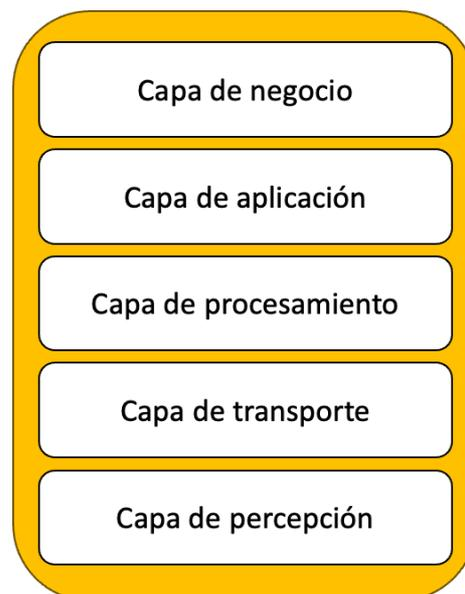 Capa de negocio
Capa de aplicación
Capa de procesamiento
Capa de transporte
Capa de percepción